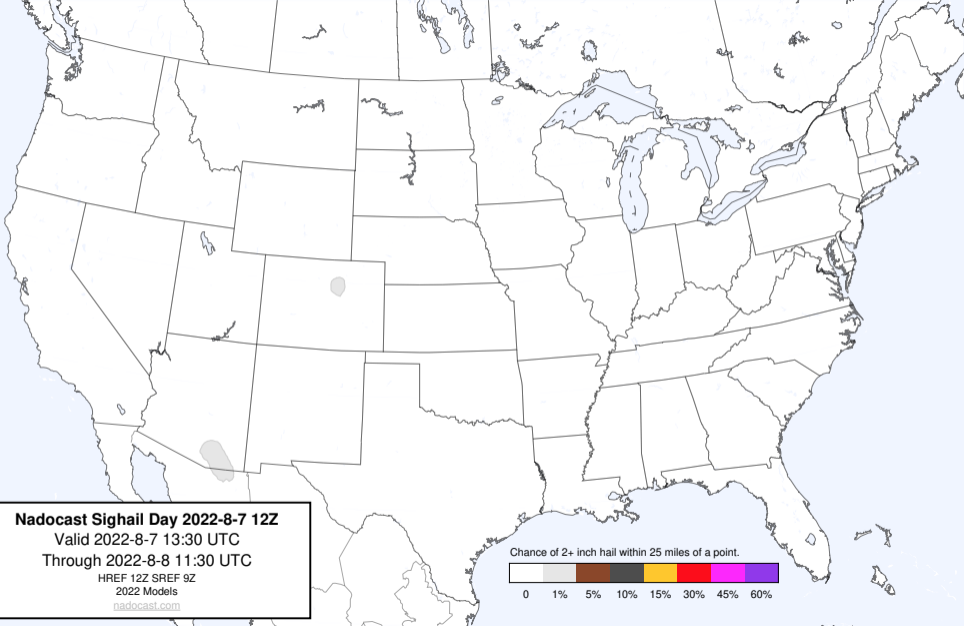 Nadocast Sighail Day 2022-8-7 12Z
Valid 2022-8-7 13:30 UTC
Through 2022-8-8 11:30 UTC
HREF 12Z SREF 9Z
2022 Models
nadocast.com
Chance of 2+ inch hail within 25 miles of a point.
0 1% 5% 10% 15% 30% 45% 60%